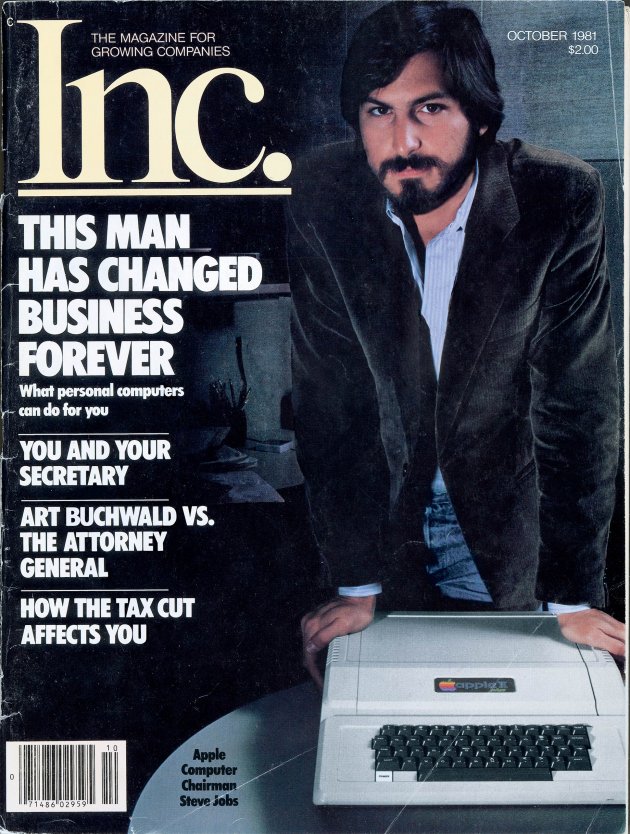 THE MAGAZINE FOR
GROWING COMPANIES
OCTOBER 1981
$2.00
Inc.
THIS MAN
HAS CHANGED
BUSINESS
FOREVER
What personal computers
can do for you
YOU AND YOUR
SECRETARY
ART BUCHWALD VS.
THE ATTORNEY
GENERAL
HOW THE TAX CUT
AFFECTS YOU
apple II
plus
Apple
Computer
Chairman
Steve Jobs
10
0
71486 02959